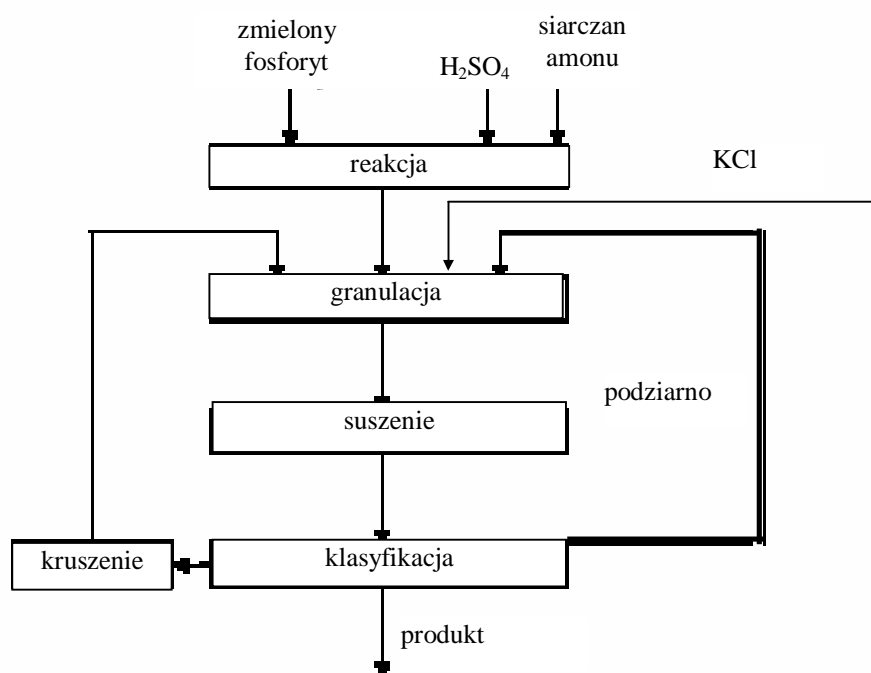 zmielony
fosforyt
H₂SO₄
siarczan
amonu
reakcja
KCl
granulacja
podziarno
suszenie
kruszenie
klasyfikacja
produkt